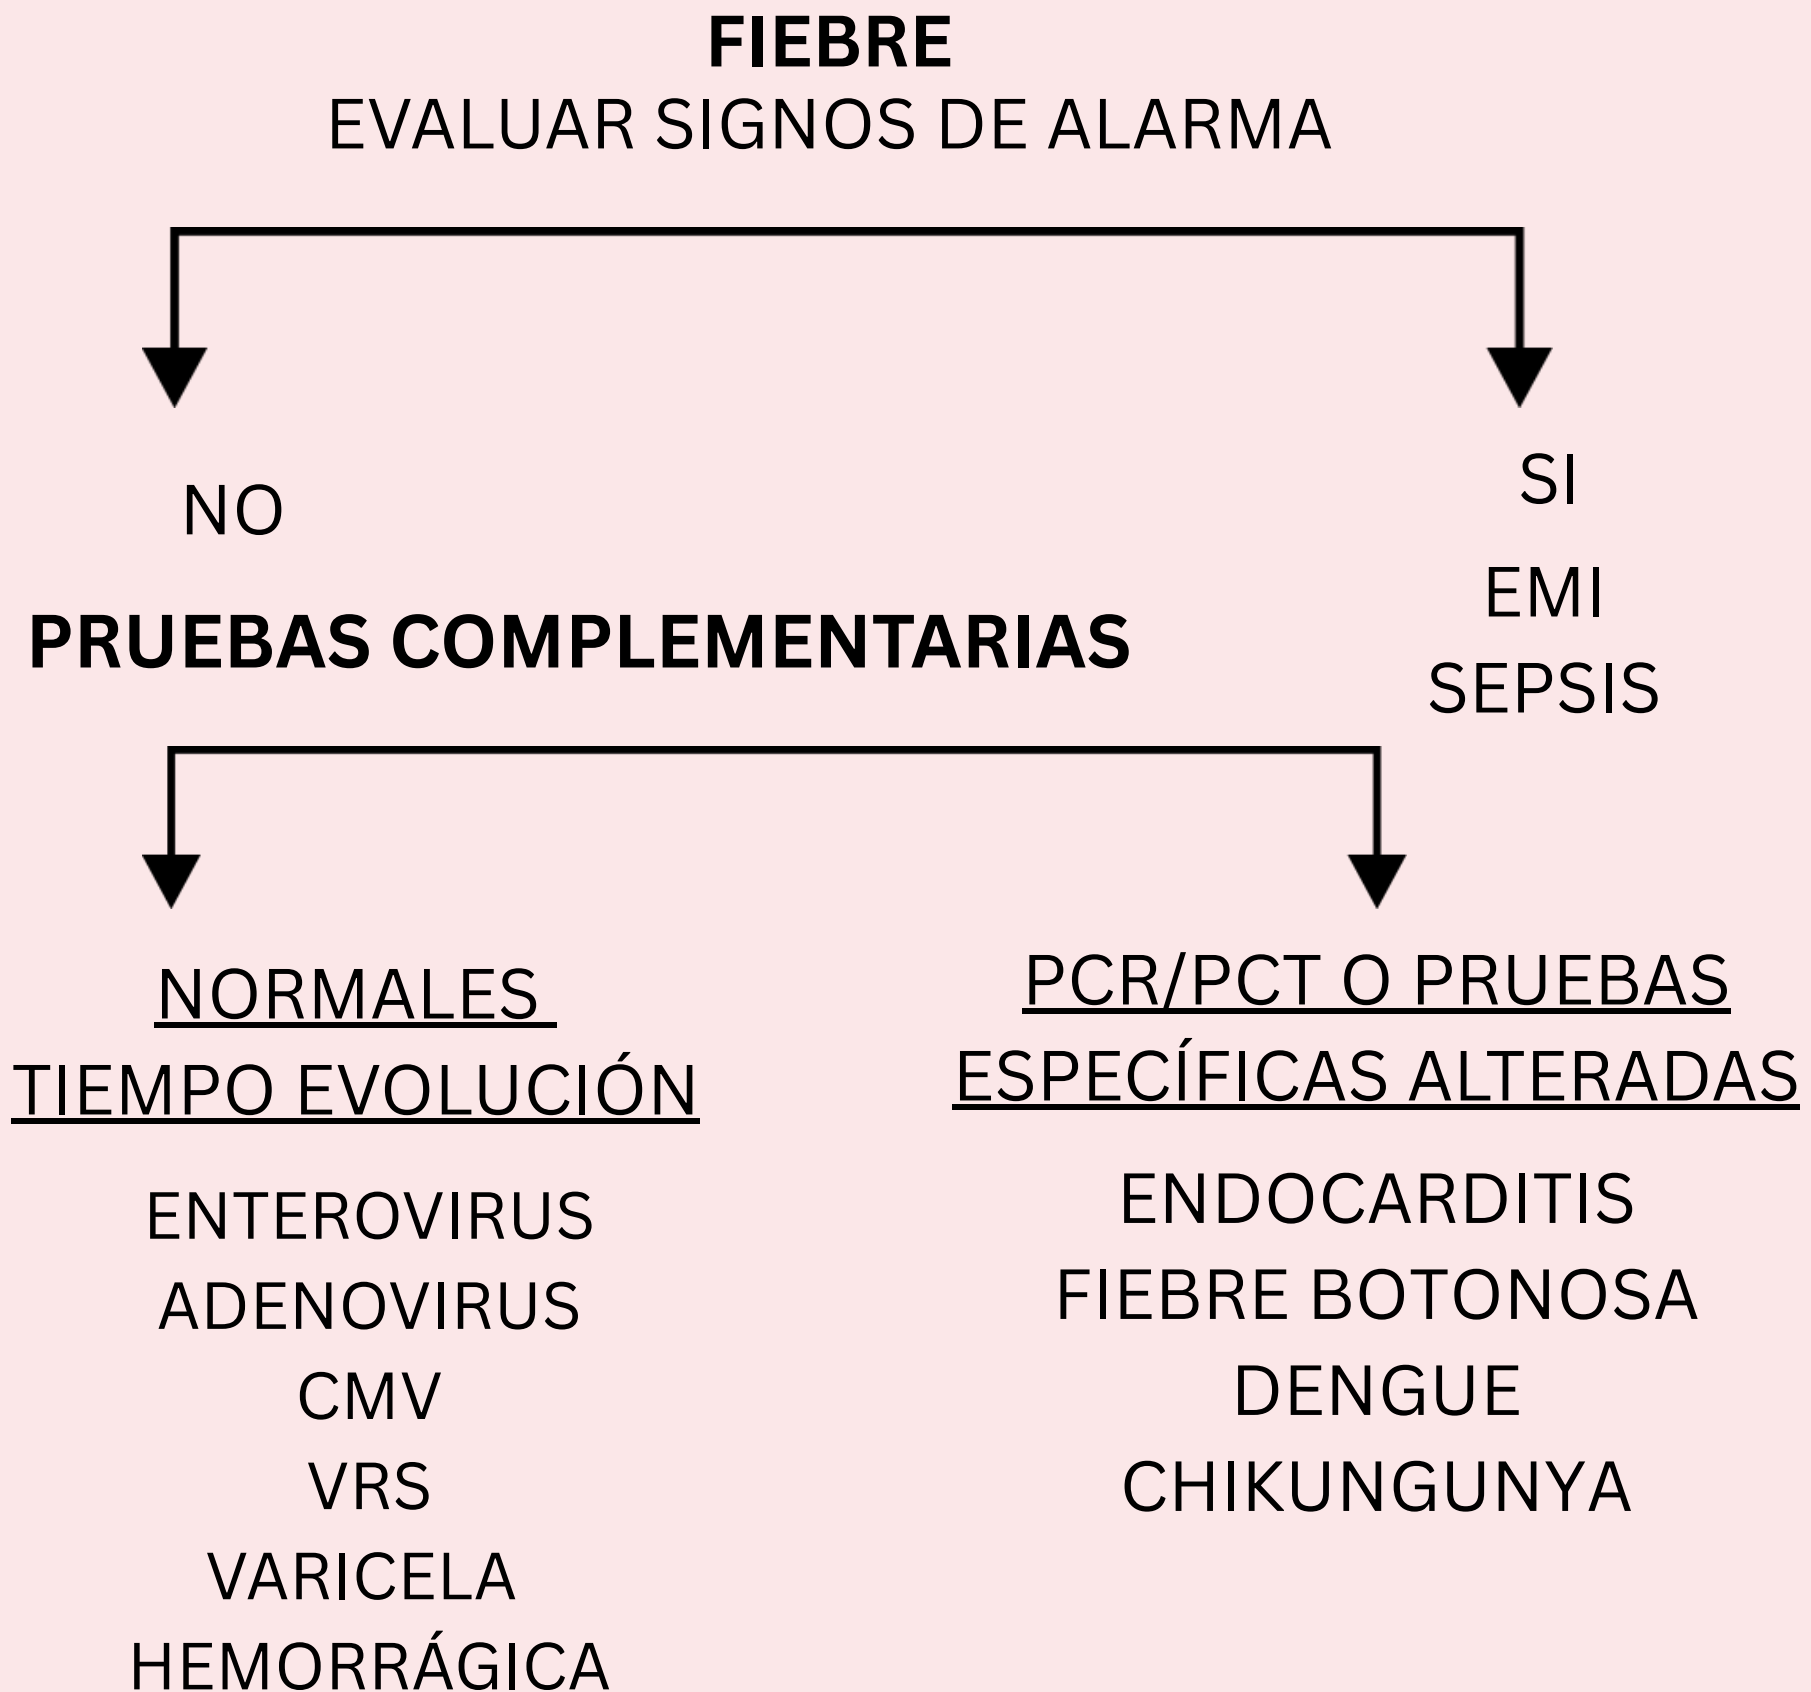 FIEBRE
EVALUAR SIGNOS DE ALARMA
NO
SI
EMI
SEPSIS
PRUEBAS COMPLEMENTARIAS
NORMALES
TIEMPO EVOLUCIÓN
ENTEROVIRUS
ADENOVIRUS
CMV
VRS
VARICELA
HEMORRÁGICA
PCR/PCT O PRUEBAS
ESPECÍFICAS ALTERADAS
ENDOCARDITIS
FIEBRE BOTONOSA
DENGUE
CHIKUNGUNYA